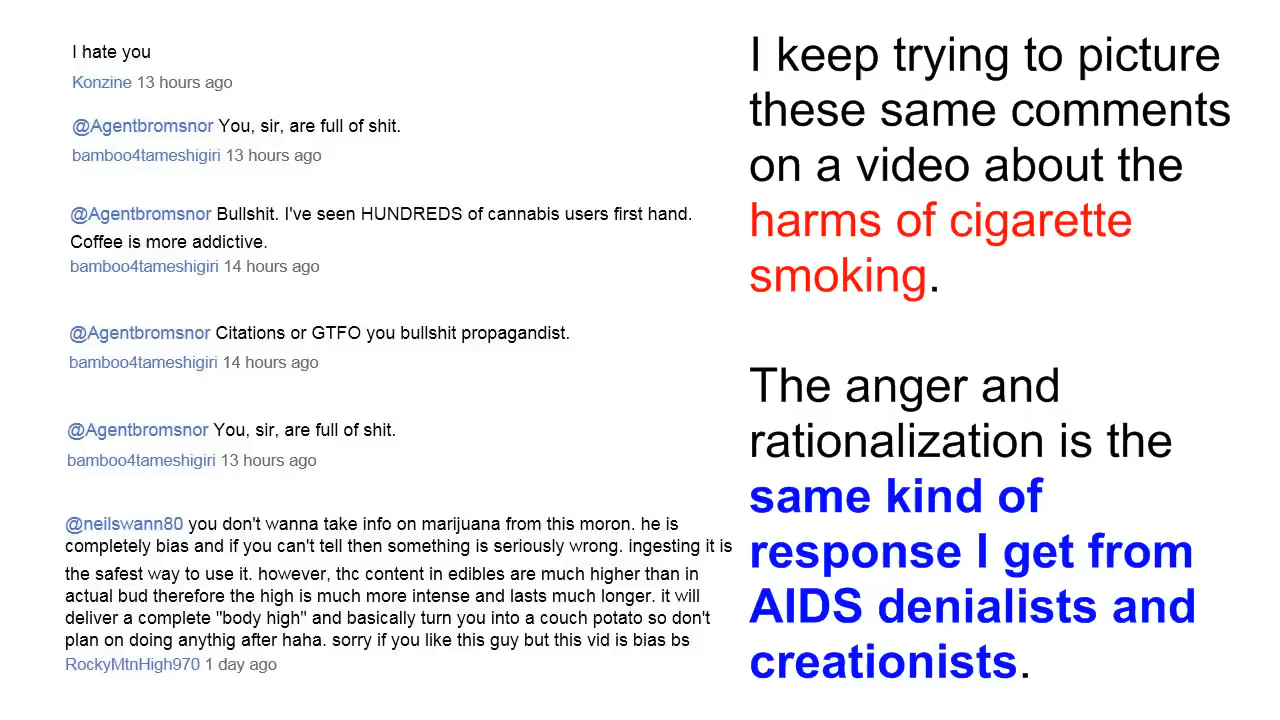 I hate you
Konzine 13 hours ago
@Agentbromsnor You, sir, are full of shit.
bamboo4tameshigiri 13 hours ago
@Agentbromsnor Bullshit. I've seen HUNDREDS of cannabis users first hand.
Coffee is more addictive.
bamboo4tameshigiri 14 hours ago
@Agentbromsnor Citations or GTFO you bullshit propagandist.
bamboo4tameshigiri 14 hours ago
@Agentbromsnor You, sir, are full of shit.
bamboo4tameshigiri 13 hours ago
@neilswann80 you don't wanna take info on marijuana from this moron. he is
completely bias and if you can't tell then something is seriously wrong. ingesting it is
the safest way to use it. however, thc content in edibles are much higher than in
actual bud therefore the high is much more intense and lasts much longer. it will
deliver a complete "body high" and basically turn you into a couch potato so don't
plan on doing anythig after haha. sorry if you like this guy but this vid is bias bs
RockyMtnHigh970 1 day ago
I keep trying to picture
these same comments
on a video about the
harms of cigarette
smoking.
The anger and
rationalization is the
same kind of
response I get from
AIDS denialists and
creationists.